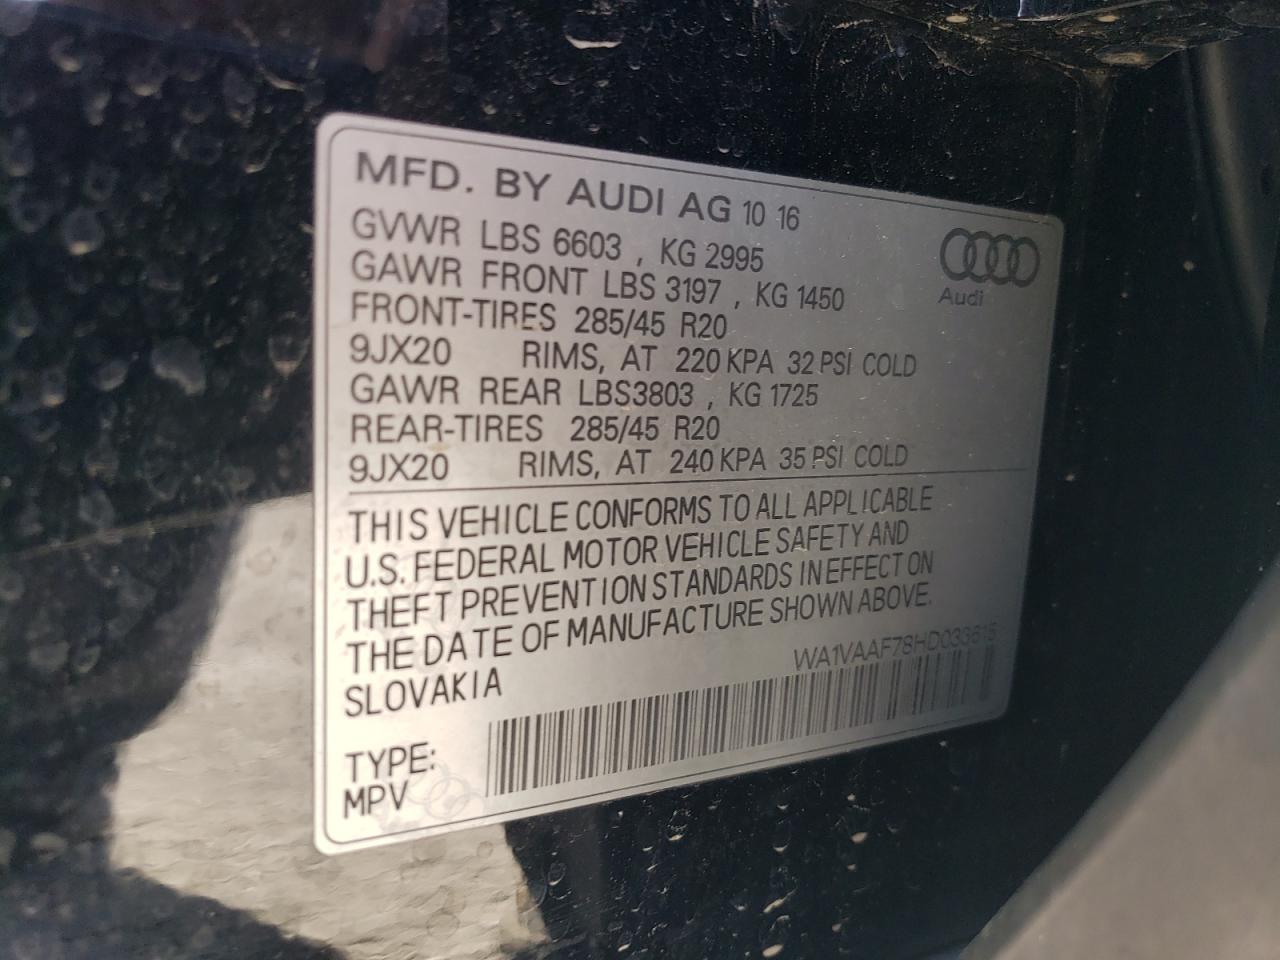 MFD. BY AUDI AG 10 16
GVWR LBS 6603 , KG 2995
GAWR FRONT LBS 3197 , KG 1450
FRONT-TIRES 285/45 R20
9JX20 RIMS, AT 220 KPA 32 PSI COLD
GAWR REAR LBS3803 , KG 1725
REAR-TIRES 285/45 R20
9JX20 RIMS, AT 240 KPA 35 PSI COLD
Audi
THIS VEHICLE CONFORMS TO ALL APPLICABLE
U.S. FEDERAL MOTOR VEHICLE SAFETY AND
THEFT PREVENTION STANDARDS IN EFFECT ON
THE DATE OF MANUFACTURE SHOWN ABOVE.
SLOVAKIA
WA1VAAF78HD033615
TYPE:
MPV